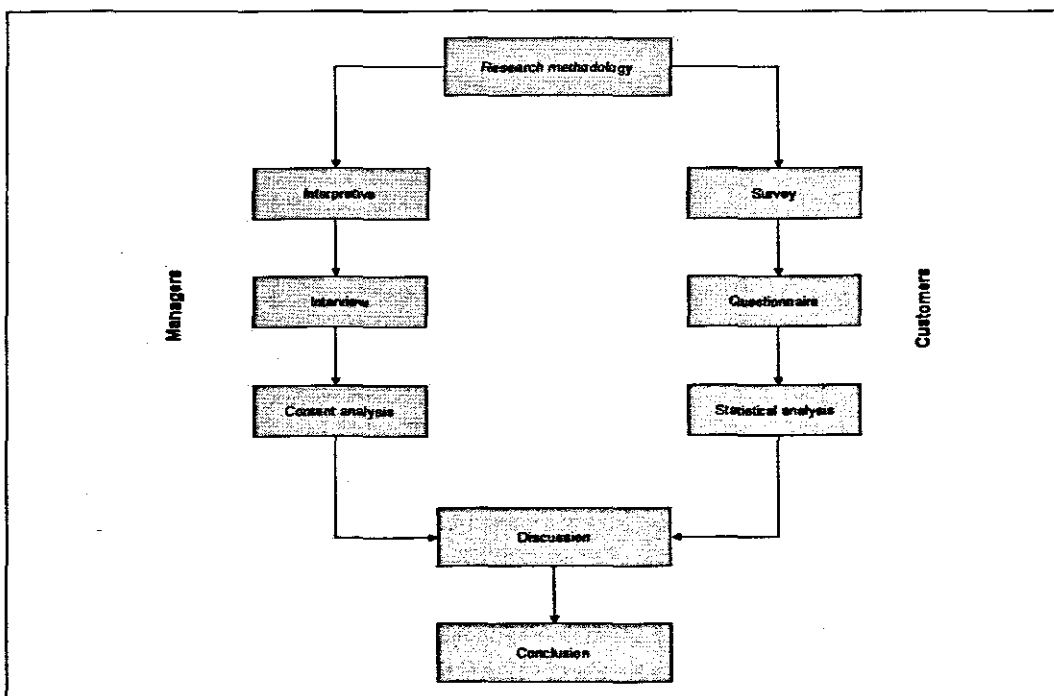 Research methodology
Interpretive
Survey
Managers
Interview
Questionnaire
Customers
Content analysis
Statistical analysis
Discussion
Conclusion